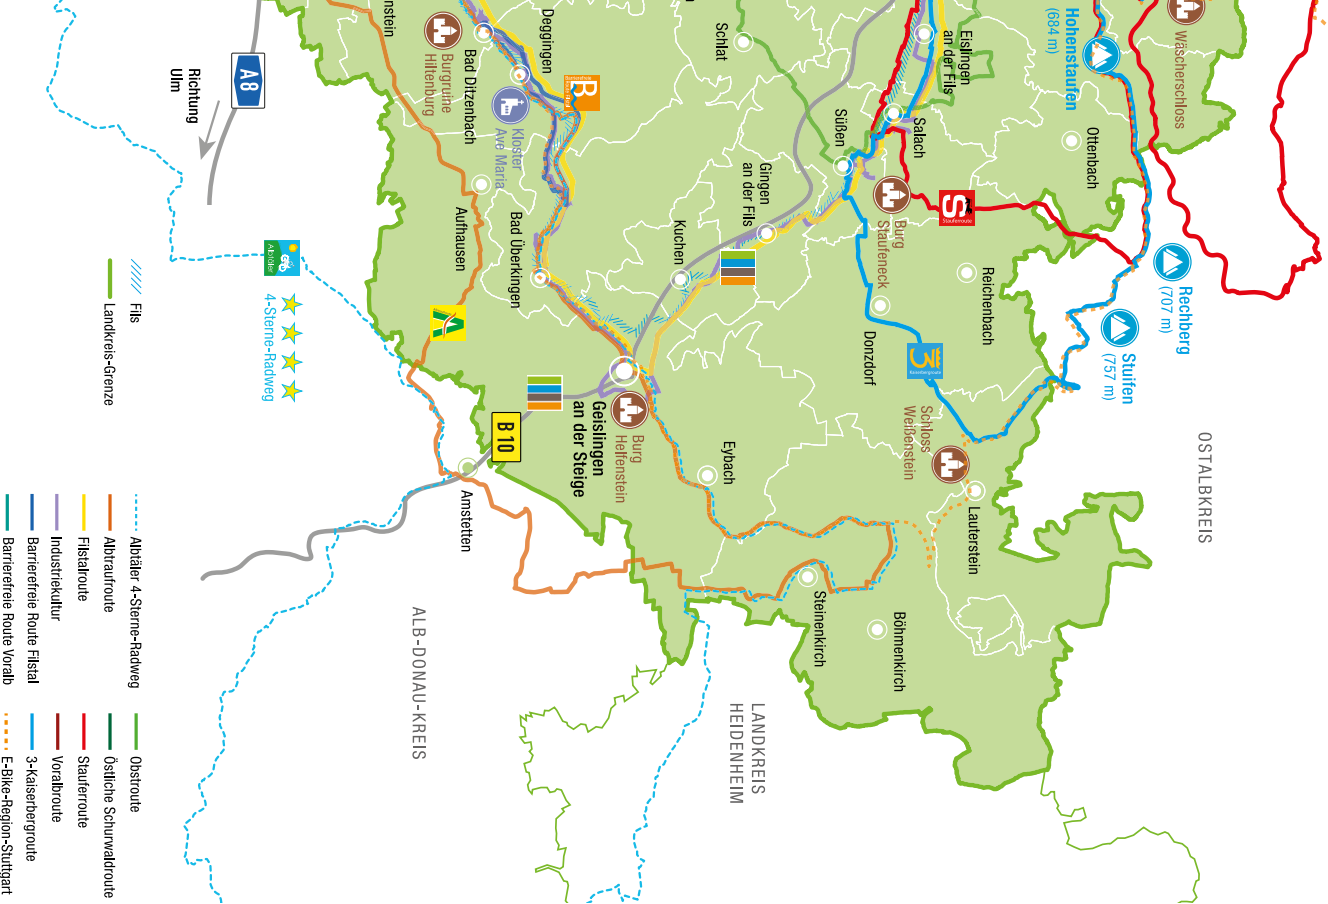 Hohenstaufen
(684 m)
Wäscherschloss
Eislingen
an der Fils
Salach
Ottenbach
Schlat
Süßen
Deggingen
Bad Ditzenbach
Burgruine
Hiltenburg
nstein
A8
Richtung
Ulm
B
Kloster
Ave Maria
Gingen
an der Fils
Burg
Staufeneck
S
Stauferroute
Rechberg
(707 m)
Stuifen
(757 m)
Reichenbach
Kuchen
Bad Überkingen
Aufhausen
Albtäler
4-Sterne-Radweg
Donzdorf
3
Schloss
Weißenstein
Lauterstein
OSTALBKREIS
Burg
Helfenstein
Geislingen
an der Steige
B 10
Eybach
Amstetten
Steinenkirch
Böhmenkirch
ALB-DONAU-KREIS
LANDKREIS
HEIDENHEIM
Fils
Landkreis-Grenze
Albtäler 4-Sterne-Radweg
Albtraufroute
Filstalroute
Industriekultur
Barrierefreie Route Filstal
Barrierefreie Route Voralb
Obstroute
Östliche Schurwaldroute
Stauferroute
Voralbroute
3-Kaiserbergroute
E-Bike-Region-Stuttgart